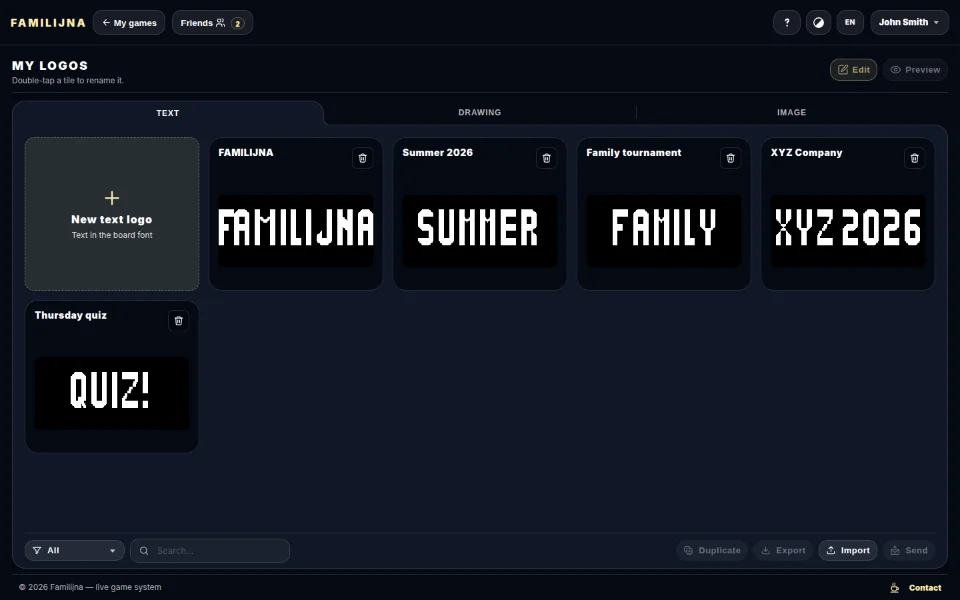 FAMILIJNA
My games
Friends 2
?
EN
John Smith
MY LOGOS
Double-tap a tile to rename it.
Edit
Preview
TEXT
DRAWING
IMAGE
New text logo
Text in the board font
FAMILIJNA
FAMILIJNA
Summer 2026
SUMMER
Family tournament
FAMILY
XYZ Company
XYZ 2026
Thursday quiz
QUIZ!
All
Search...
Duplicate
Export
Import
Send
© 2026 Familijna — live game system
Contact